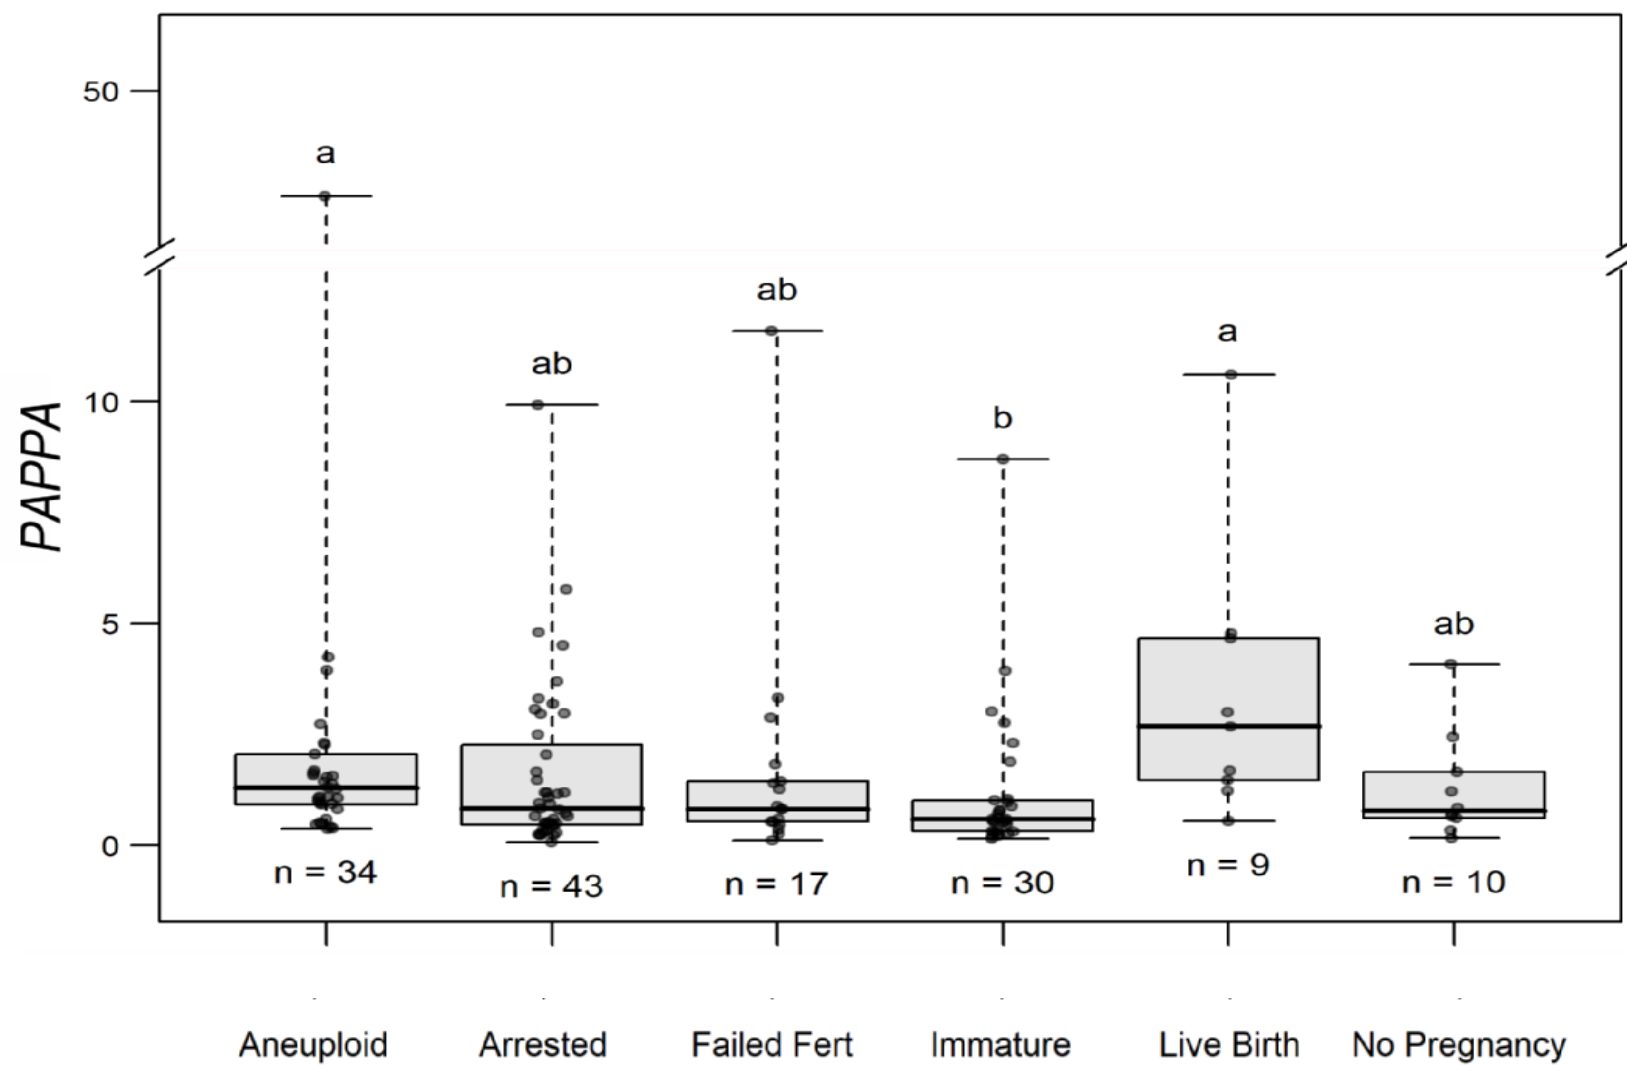 50
a
ab
a
10
ab
b
PAPPA
5
ab
0
n = 34
n = 43
n = 17
n = 30
n = 9
n = 10
Aneuploid
Arrested
Failed Fert
Immature
Live Birth
No Pregnancy